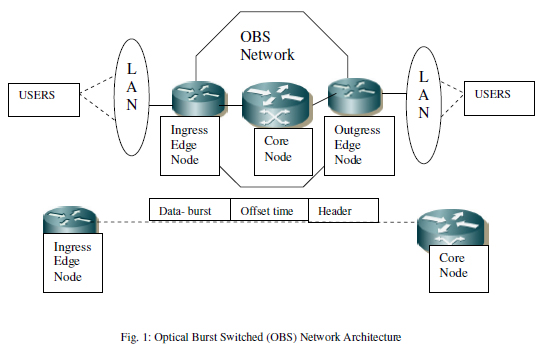 OBS
Network
USERS
L
A
N
Ingress
Edge
Node
Core
Node
Outgress
Edge
Node
L
A
N
USERS
Data- burst
Offset time
Header
Ingress
Edge
Node
Core
Node
Fig. 1: Optical Burst Switched (OBS) Network Architecture